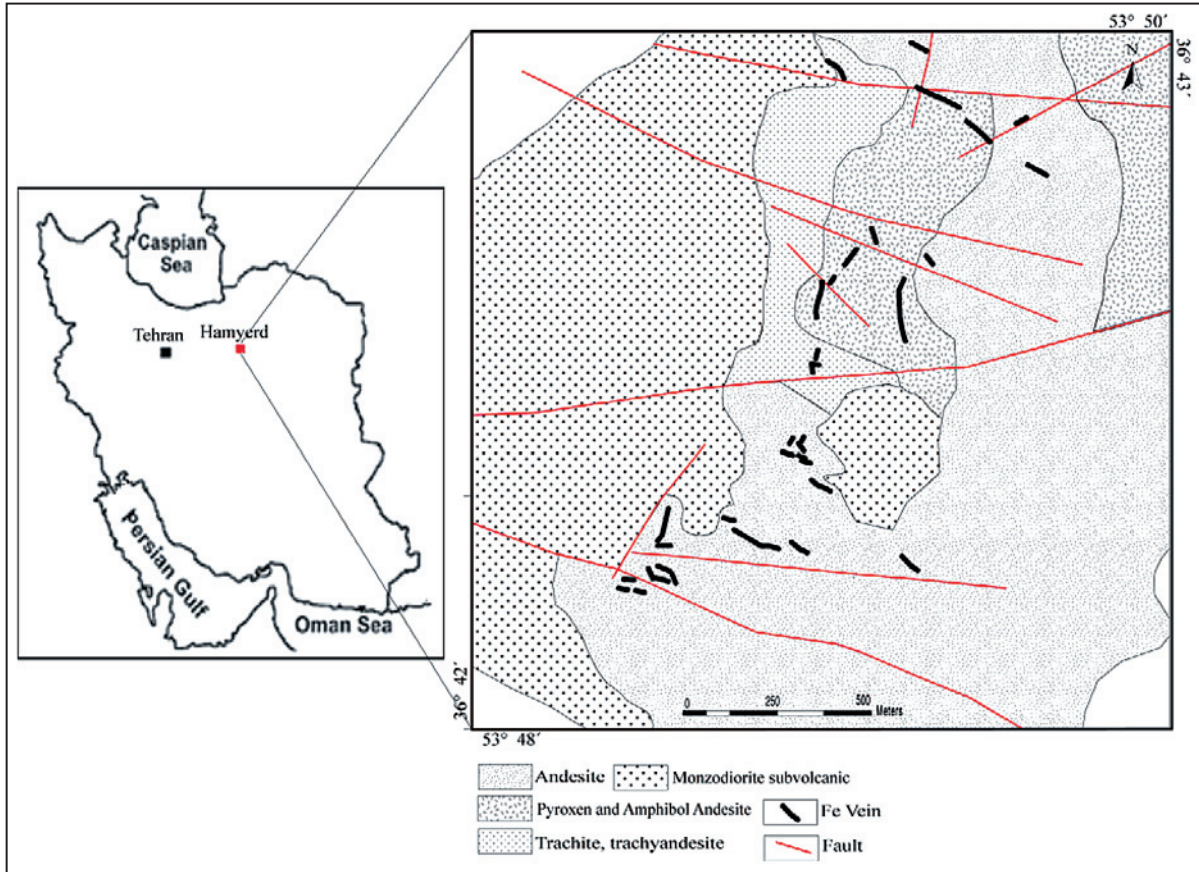 53° 50′
36° 43′
N
Caspian
Sea
Tehran
Hamyerd
Persian Gulf
Oman Sea
36° 42′
0 250 500
Meters
53° 48′
Andesite
Monzodiorite subvolcanic
Pyroxen and Amphibol Andesite
Fe Vein
Trachite, trachyandesite
Fault